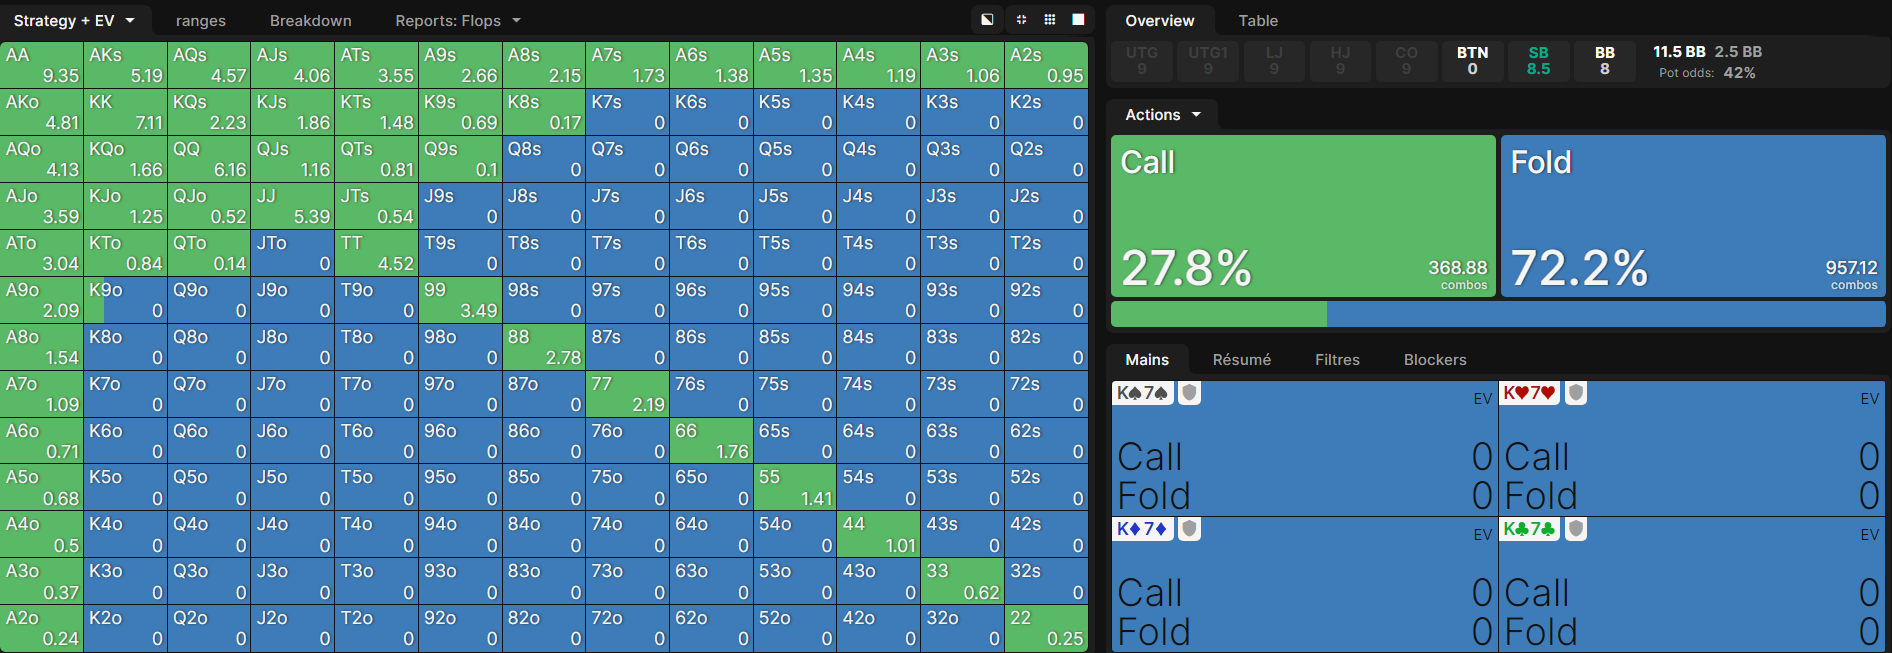 Strategy + EV ranges Breakdown Reports: Flops
AA AKs AQs AJs ATs A9s A8s A7s A6s A5s A4s A3s A2s
9.35 5.19 4.57 4.06 3.55 2.66 2.15 1.73 1.38 1.35 1.19 1.06 0.95
AKo KK KQs KJs KTs K9s K8s K7s K6s K5s K4s K3s K2s
4.81 7.11 2.23 1.86 1.48 0.69 0.17 0 0 0 0 0 0
AQo KQo QQ QJs QTs Q9s Q8s Q7s Q6s Q5s Q4s Q3s Q2s
4.13 1.66 6.16 1.16 0.81 0.1 0 0 0 0 0 0 0
AJo KJo QJo JJ JTs J9s J8s J7s J6s J5s J4s J3s J2s
3.59 1.25 0.52 5.39 0.54 0 0 0 0 0 0 0 0
ATo KTo QTo JTo TT T9s T8s T7s T6s T5s T4s T3s T2s
3.04 0.84 0.14 0 4.52 0 0 0 0 0 0 0 0
A9o K9o Q9o J9o T9o 99 98s 97s 96s 95s 94s 93s 92s
2.09 0 0 0 0 3.49 0 0 0 0 0 0 0
A8o K8o Q8o J8o T8o 98o 88 87s 86s 85s 84s 83s 82s
1.54 0 0 0 0 0 2.78 0 0 0 0 0 0
A7o K7o Q7o J7o T7o 97o 87o 77 76s 75s 74s 73s 72s
1.09 0 0 0 0 0 0 2.19 0 0 0 0 0
A6o K6o Q6o J6o T6o 96o 86o 76o 66 65s 64s 63s 62s
0.71 0 0 0 0 0 0 0 1.76 0 0 0 0
A5o K5o Q5o J5o T5o 95o 85o 75o 65o 55 54s 53s 52s
0.68 0 0 0 0 0 0 0 0 1.41 0 0 0
A4o K4o Q4o J4o T4o 94o 84o 74o 64o 54o 44 43s 42s
0.5 0 0 0 0 0 0 0 0 0 1.01 0 0
A3o K3o Q3o J3o T3o 93o 83o 73o 63o 53o 43o 33 32s
0.37 0 0 0 0 0 0 0 0 0 0 0.62 0
A2o K2o Q2o J2o T2o 92o 82o 72o 62o 52o 42o 32o 22
0.24 0 0 0 0 0 0 0 0 0 0 0 0.25
Overview Table
UTG UTG1 LJ HJ CO BTN SB BB 11.5 BB 2.5 BB
9 9 9 9 9 0 8.5 8 Pot odds: 42%
Actions
Call Fold
27.8% 368.88 combos 72.2% 957.12 combos
Mains Résumé Filtres Blockers
K♠7♠ EV K♥7♥ EV
Call 0 Call 0
Fold 0 Fold 0
K♦7♦ EV K♣7♣ EV
Call 0 Call 0
Fold 0 Fold 0